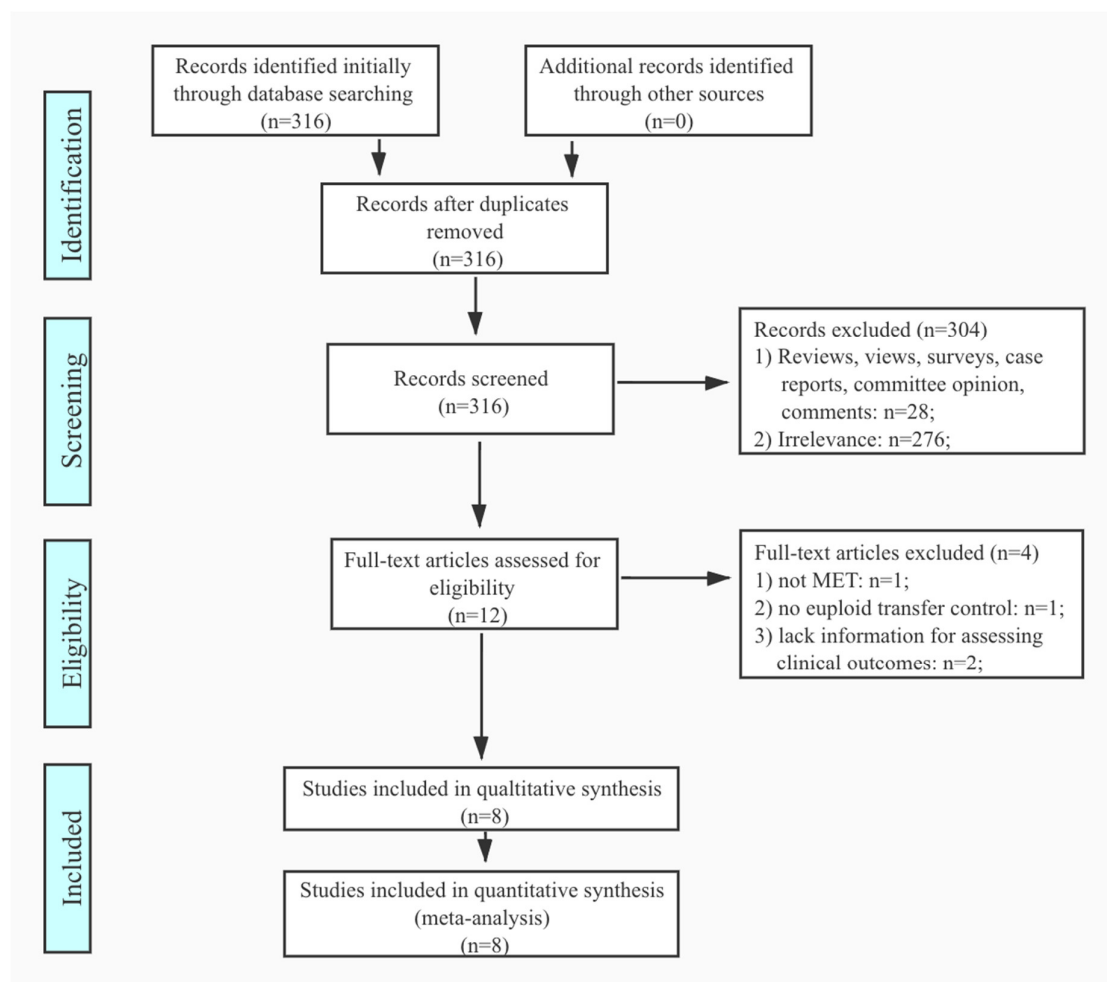 Records identified initially
through database searching
(n=316)
Additional records identified
through other sources
(n=0)
Identification
Records after duplicates
removed
(n=316)
Screening
Records screened
(n=316)
Records excluded (n=304)
1) Reviews, views, surveys, case
reports, committee opinion,
comments: n=28;
2) Irrelevance: n=276;
Eligibility
Full-text articles assessed for
eligibility
(n=12)
Full-text articles excluded (n=4)
1) not MET: n=1;
2) no euploid transfer control: n=1;
3) lack information for assessing
clinical outcomes: n=2;
Included
Studies included in qualtitative synthesis
(n=8)
Studies included in quantitative synthesis
(meta-analysis)
(n=8)